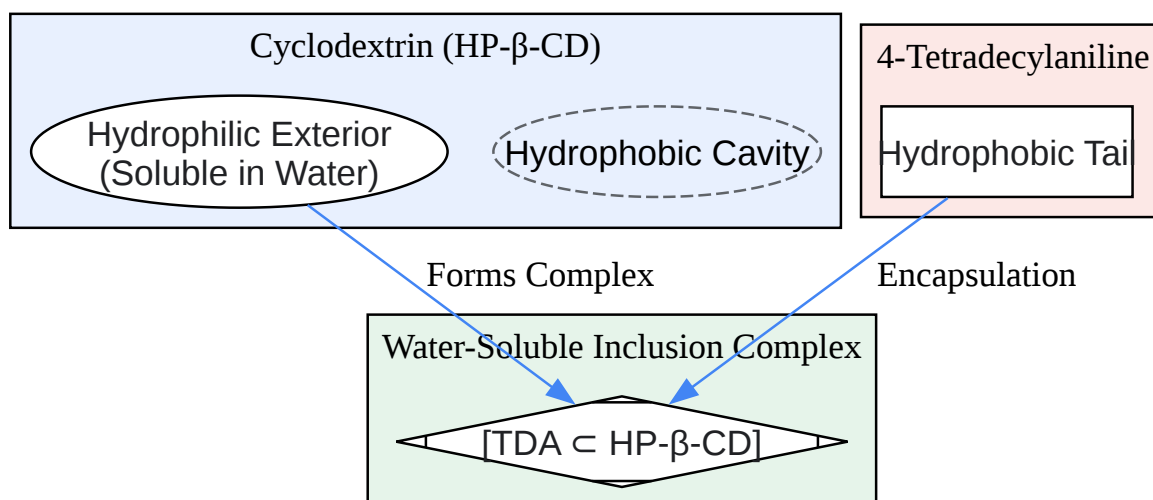 Cyclodextrin (HP-β-CD)
4-Tetradecylaniline
Hydrophilic Exterior
(Soluble in Water)
Hydrophobic Cavity
Hydrophobic Tail
Forms Complex
Encapsulation
Water-Soluble Inclusion Complex
[TDA ⊂ HP-β-CD]